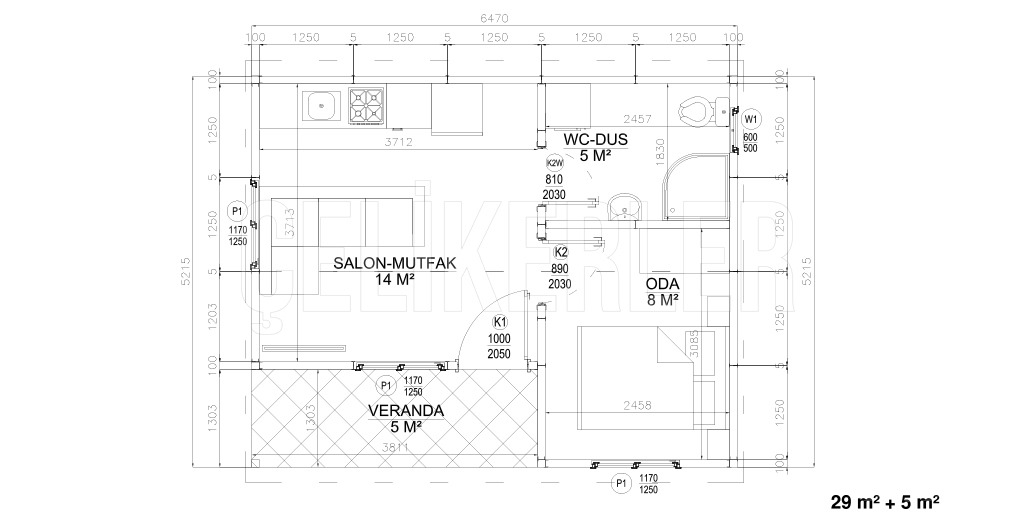 6470
100 1250 5 1250 5 1250 5 1250 100
100 1250 5 1250 5 1203 100 1303
5215
3712
2457
WC-DUS
5 M²
1830
W1
600
500
K2W
810
2030
P1
1170
1250
3713
ÇELİKERLER
SALON-MUTFAK
14 M²
K2
890
2030
ODA
8 M²
K1
1000
2050
3085
P1
1170
1250
VERANDA
5 M²
1303
3811
2458
P1
1170
1250
100 1250 5 1250 5 1250 5 1250 100
5215
29 m² + 5 m²